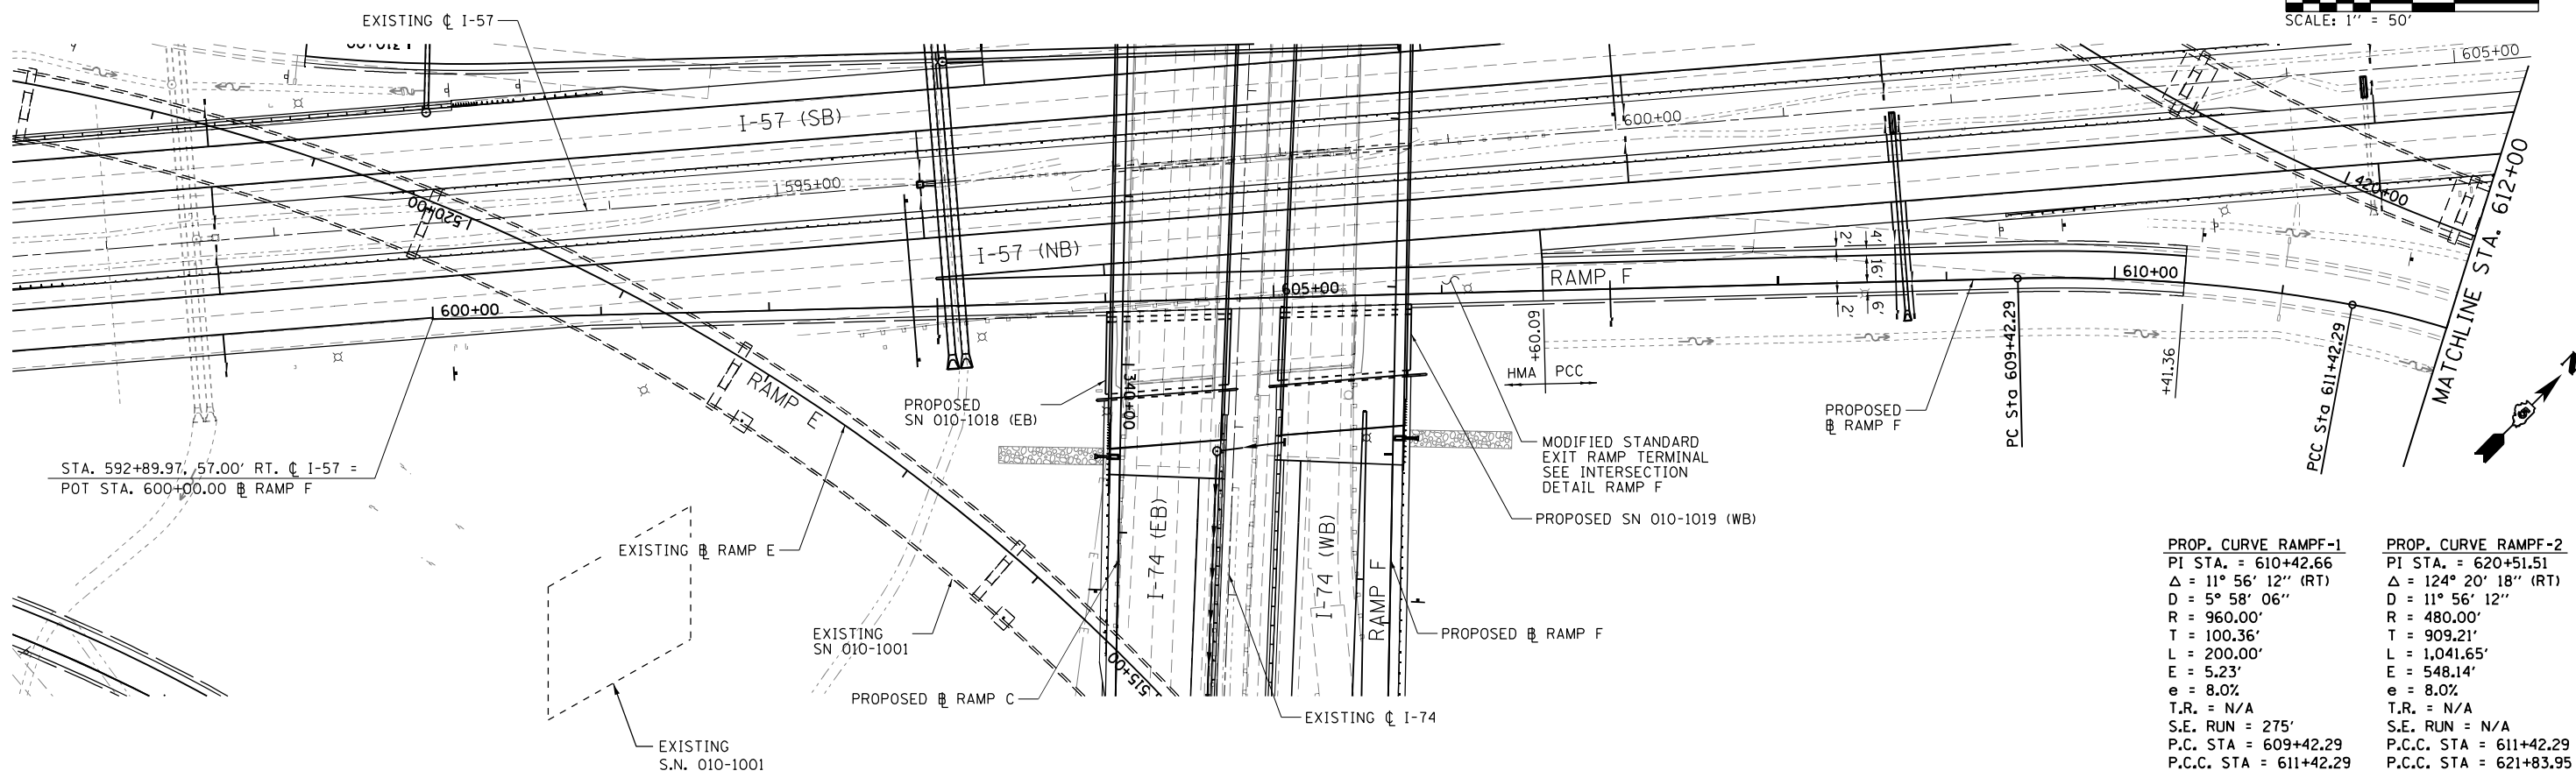 SCALE: 1'' = 50'
EXISTING ℄ I-57
605+00
I-57 (SB)
600+00
595+00
520+00
420+00
MATCHLINE STA. 612+00
I-57 (NB)
2'
4'
16'
6'
2'
RAMP F
610+00
600+00
605+00
+60.09
HMA
PCC
PC Sta 609+42.29
+41.36
PCC Sta 611+42.29
340+00
RAMP E
PROPOSED
SN 010-1018 (EB)
PROPOSED
B̲L RAMP F
MODIFIED STANDARD
EXIT RAMP TERMINAL
SEE INTERSECTION
DETAIL RAMP F
STA. 592+89.97, 57.00' RT. ℄ I-57 =
POT STA. 600+00.00 BL RAMP F
PROPOSED SN 010-1019 (WB)
I-74 (EB)
I-74 (WB)
RAMP F
EXISTING BL RAMP E
EXISTING
SN 010-1001
PROPOSED BL RAMP F
515+00
PROPOSED BL RAMP C
EXISTING ℄ I-74
EXISTING
S.N. 010-1001
PROP. CURVE RAMPF-1
PI STA. = 610+42.66
Δ = 11° 56' 12'' (RT)
D = 5° 58' 06''
R = 960.00'
T = 100.36'
L = 200.00'
E = 5.23'
e = 8.0%
T.R. = N/A
S.E. RUN = 275'
P.C. STA = 609+42.29
P.C.C. STA = 611+42.29
PROP. CURVE RAMPF-2
PI STA. = 620+51.51
Δ = 124° 20' 18'' (RT)
D = 11° 56' 12''
R = 480.00'
T = 909.21'
L = 1,041.65'
E = 548.14'
e = 8.0%
T.R. = N/A
S.E. RUN = N/A
P.C.C. STA = 611+42.29
P.C.C. STA = 621+83.95